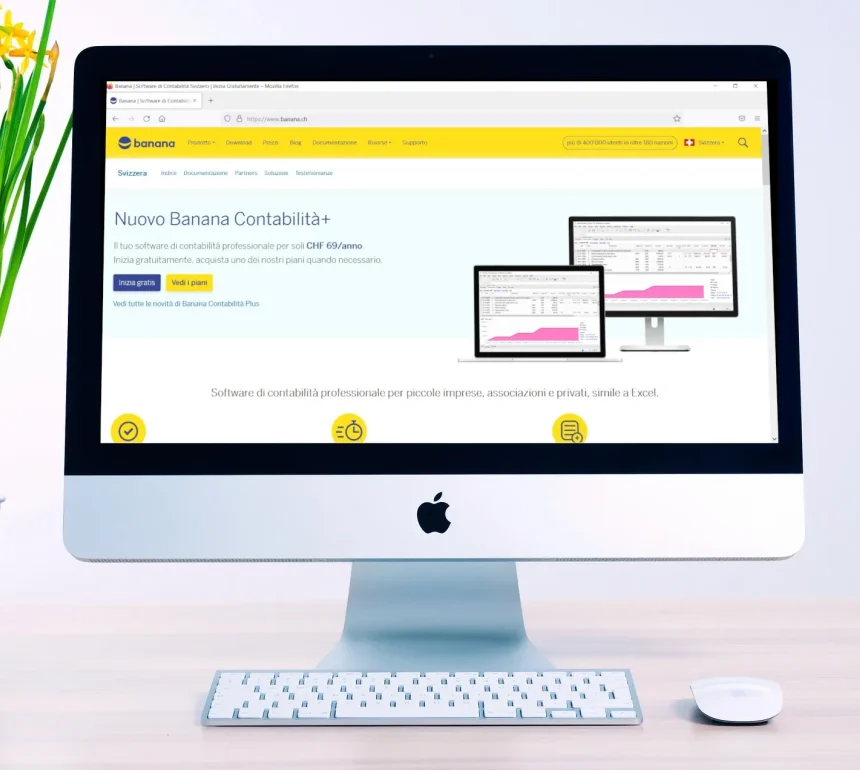 Banana | Software di Contabilità Svizzero | Inizia Gratuitamente — Mozilla Firefox
Banana | Software di Contabilità
https://www.banana.ch
banana
Prodotto
Download
Prezzi
Blog
Documentazione
Risorse
Supporto
più di 400'000 utenti in oltre 160 nazioni
Svizzera
Svizzera
Indice
Documentazione
Partners
Soluzioni
Testimonianze
Nuovo Banana Contabilità+
Il tuo software di contabilità professionale per soli CHF 69/anno.
Inizia gratuitamente, acquista uno dei nostri piani quando necessario.
Inizia gratis
Vedi i piani
Vedi tutte le novità di Banana Contabilità Plus
Software di contabilità professionale per piccole imprese, associazioni e privati, simile a Excel.